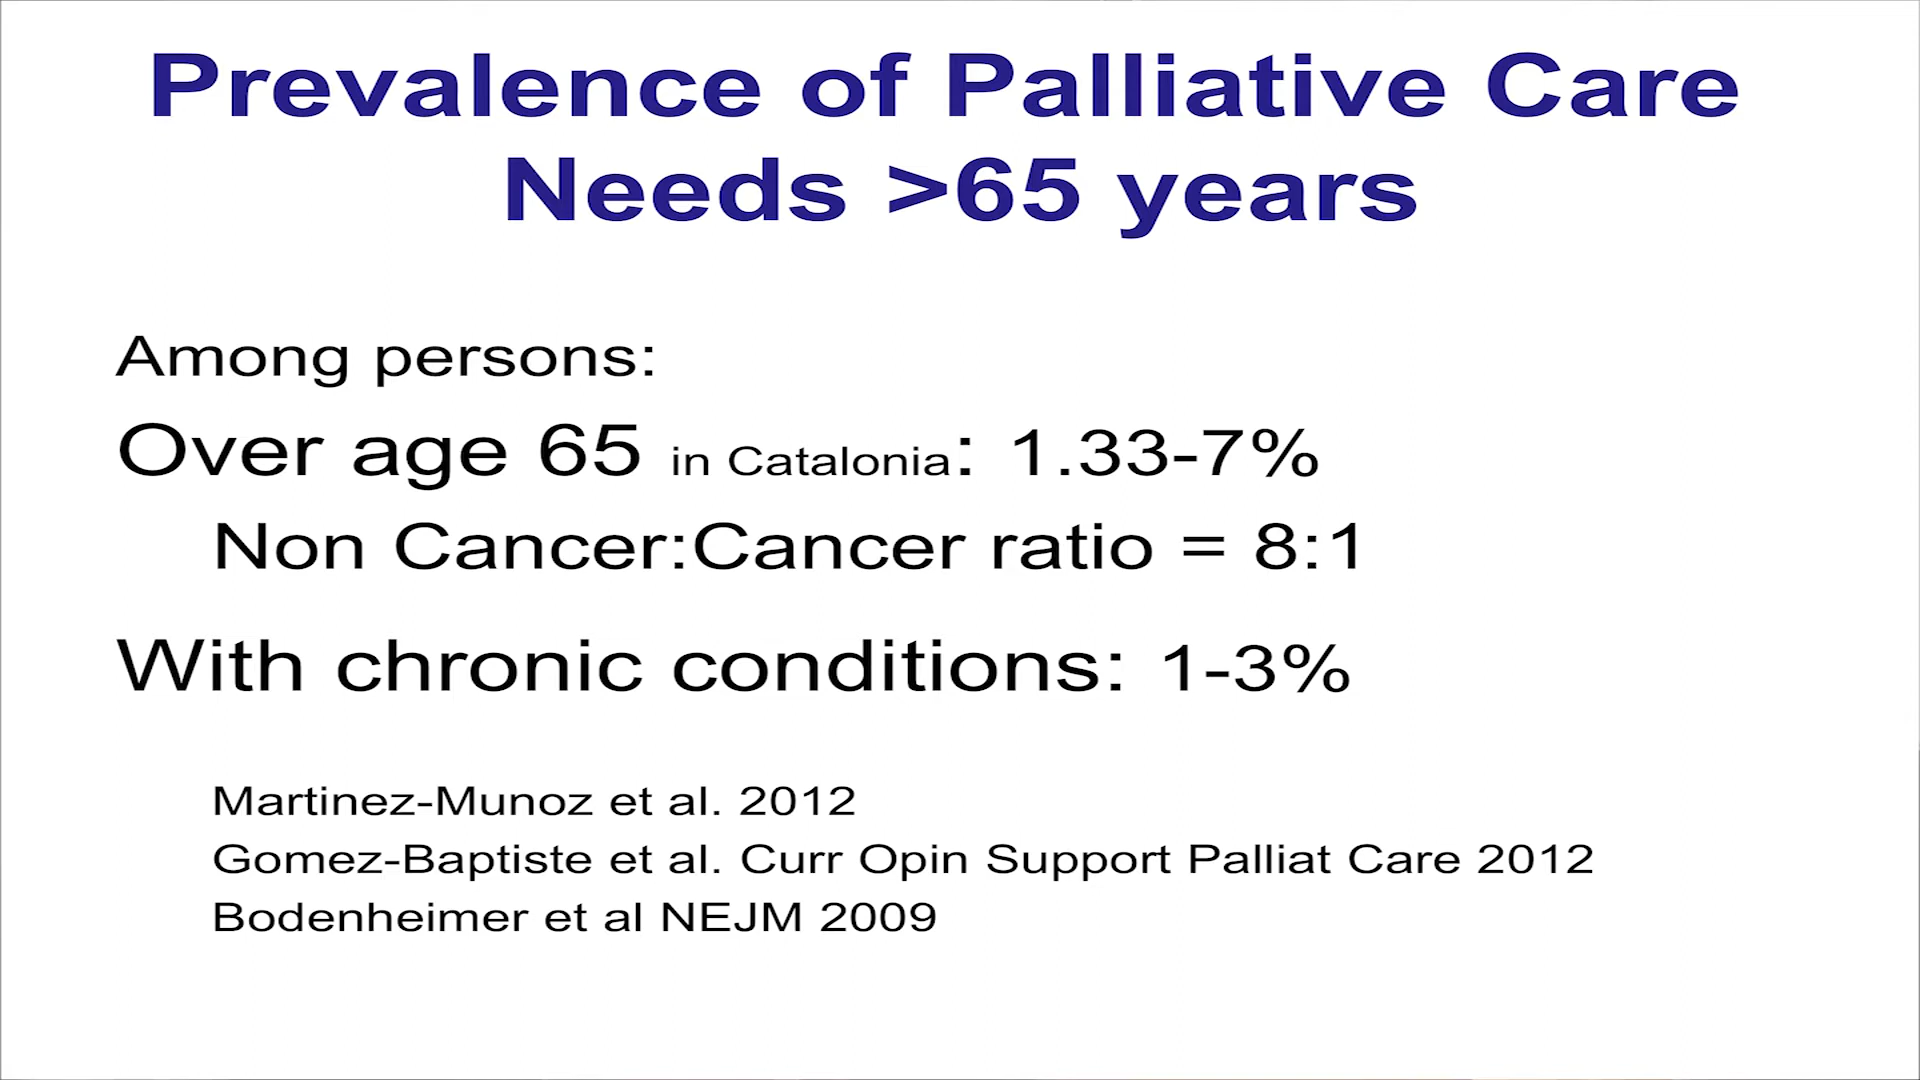 Prevalence of Palliative Care
Needs >65 years
Among persons:
Over age 65 in Catalonia: 1.33-7%
Non Cancer:Cancer ratio = 8:1
With chronic conditions: 1-3%
Martinez-Munoz et al. 2012
Gomez-Baptiste et al. Curr Opin Support Palliat Care 2012
Bodenheimer et al NEJM 2009